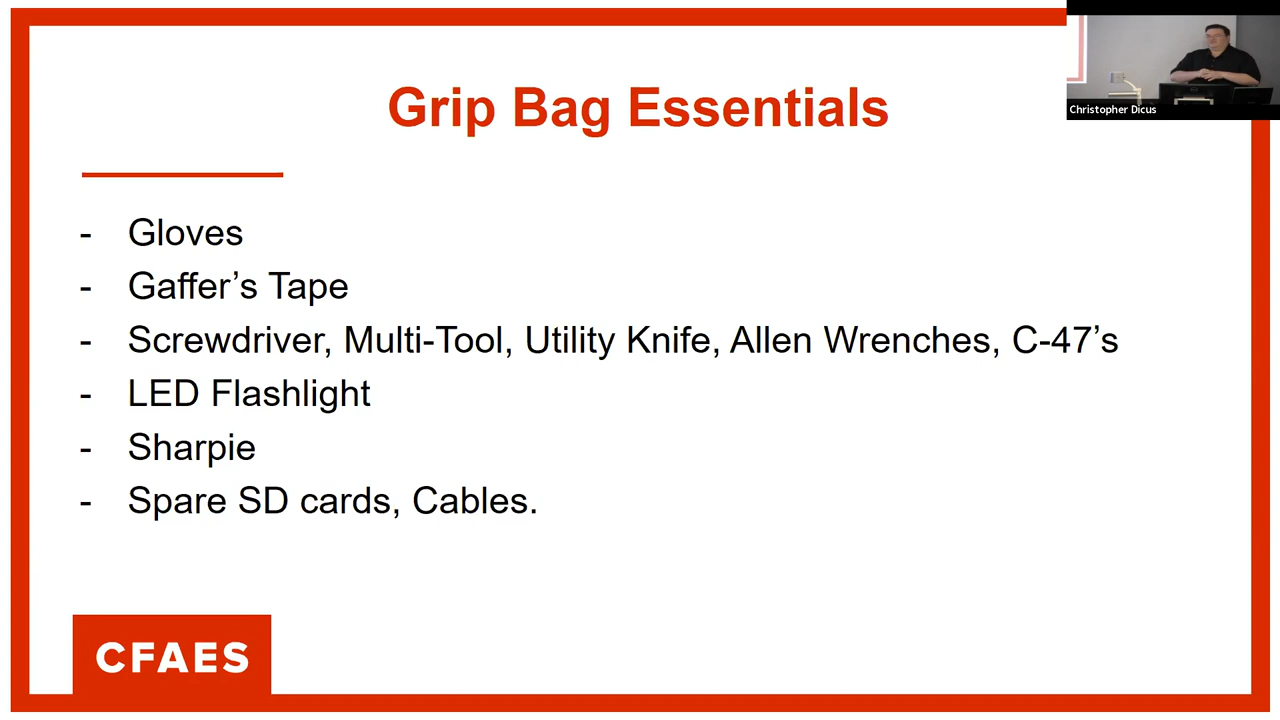 Grip Bag Essentials
Christopher Dicus
- Gloves
- Gaffer’s Tape
- Screwdriver, Multi-Tool, Utility Knife, Allen Wrenches, C-47’s
- LED Flashlight
- Sharpie
- Spare SD cards, Cables.
CFAES